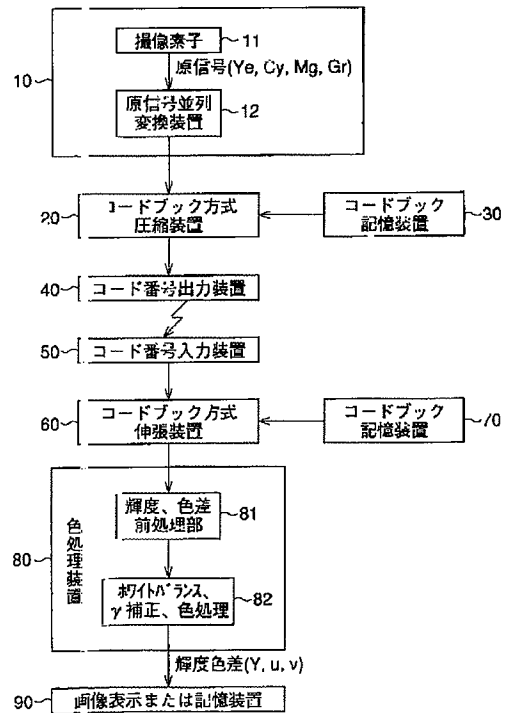 撮像素子
11
原信号(Ye, Cy, Mg, Gr)
10
原信号並列
変換装置
12
コードブック方式
圧縮装置
20
コードブック
記憶装置
30
40
コード番号出力装置
50
コード番号入力装置
コードブック方式
伸張装置
60
コードブック
記憶装置
70
80
色処理装置
輝度、色差
前処理部
81
ホワイトバランス、
γ補正、色処理
82
輝度色差(Y, u, v)
90
画像表示または記憶装置